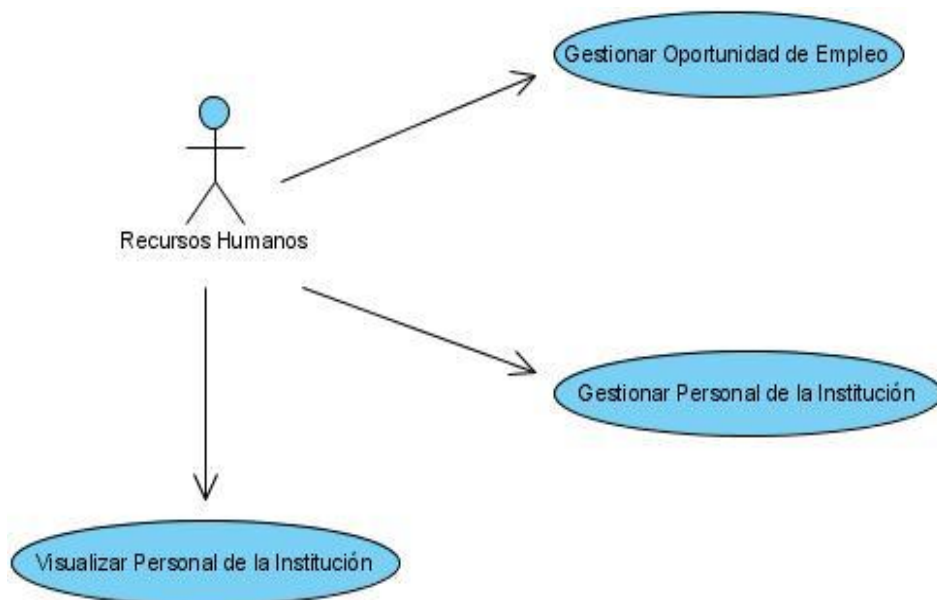 Gestionar Oportunidad de Empleo
Recursos Humanos
Gestionar Personal de la Institución
Visualizar Personal de la Institución